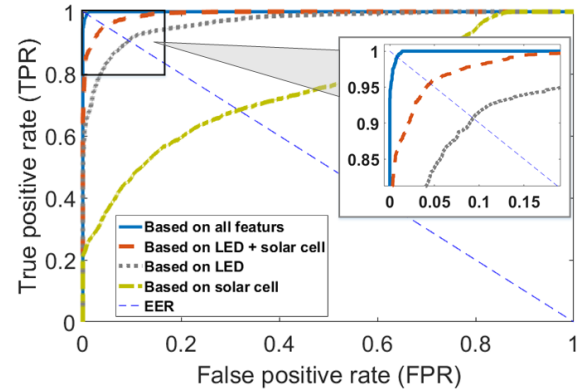 True positive rate (TPR)
1
0.8
0.6
0.4
0.2
0
1
0.95
0.9
0.85
0 0.05 0.1 0.15
Based on all featurs
Based on LED + solar cell
Based on LED
Based on solar cell
EER
0 0.2 0.4 0.6 0.8 1
False positive rate (FPR)